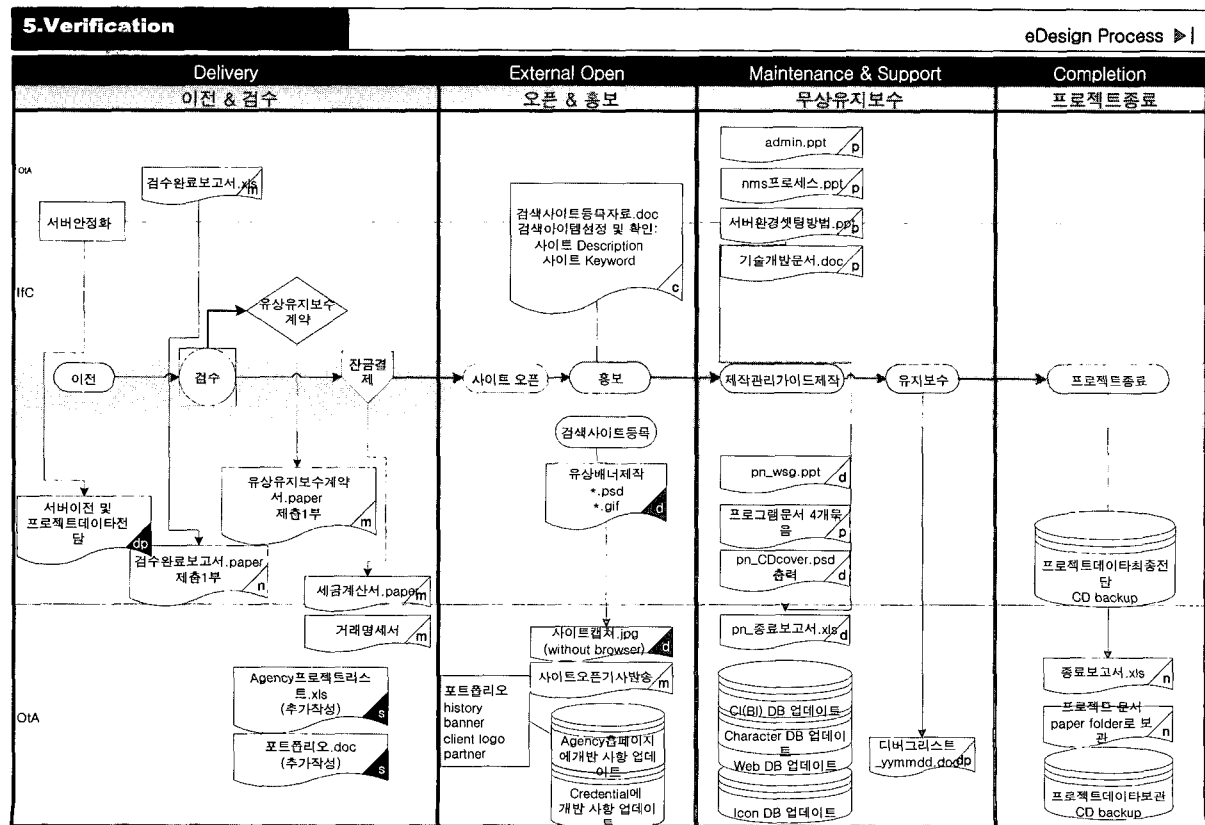 5.Verification
eDesign Process
Delivery
External Open
Maintenance & Support
Completion
이전 & 검수
오픈 & 홍보
무상유지보수
프로젝트종료
OtA
검수완료보고서.xls
m
서버안정화
IfC
유상유지보수
계약
이전
검수
잔금결
제
서버이전 및
프로젝트데이타전
달
dp
유상유지보수계약
서.paper
제출1부
m
검수완료보고서.paper
제출1부
n
세금계산서.paper
m
거래명세서
m
OtA
Agency프로젝트리스
트.xls
(추가작성)
s
포트폴리오.doc
(추가작성)
s
검색사이트등록자료.doc
검색아이템선정 및 확인:
사이트 Description
사이트 Keyword
c
사이트 오픈
홍보
검색사이트등록
유상배너제작
*.psd
*.gif
d
사이트캡쳐.jpg
(without browser)
d
사이트오픈기사발송
m
포트폴리오
history
banner
client logo
partner
Agency홈페이지
에개반 사항 업데
이트
Credential에
개반 사항 업데이
트
admin.ppt
p
nms프로세스.ppt
p
서버환경셋팅방법.ppt
p
기술개발문서.doc
p
제작관리가이드제작
유지보수
pn_wsg.ppt
d
프로그램문서 4개묶
음
p
pn_CDcover.psd
출력
d
pn_종료보고서.xls
d
CI(BI) DB 업데이트
Character DB 업데이
트
Web DB 업데이트
Icon DB 업데이트
디버그리스트
_yymmdd.doc
dp
프로젝트종료
프로젝트데이타최종전
달
CD backup
종료보고서.xls
n
프로젝트 문서
paper folder로 보
관
n
프로젝트데이타보관
CD backup